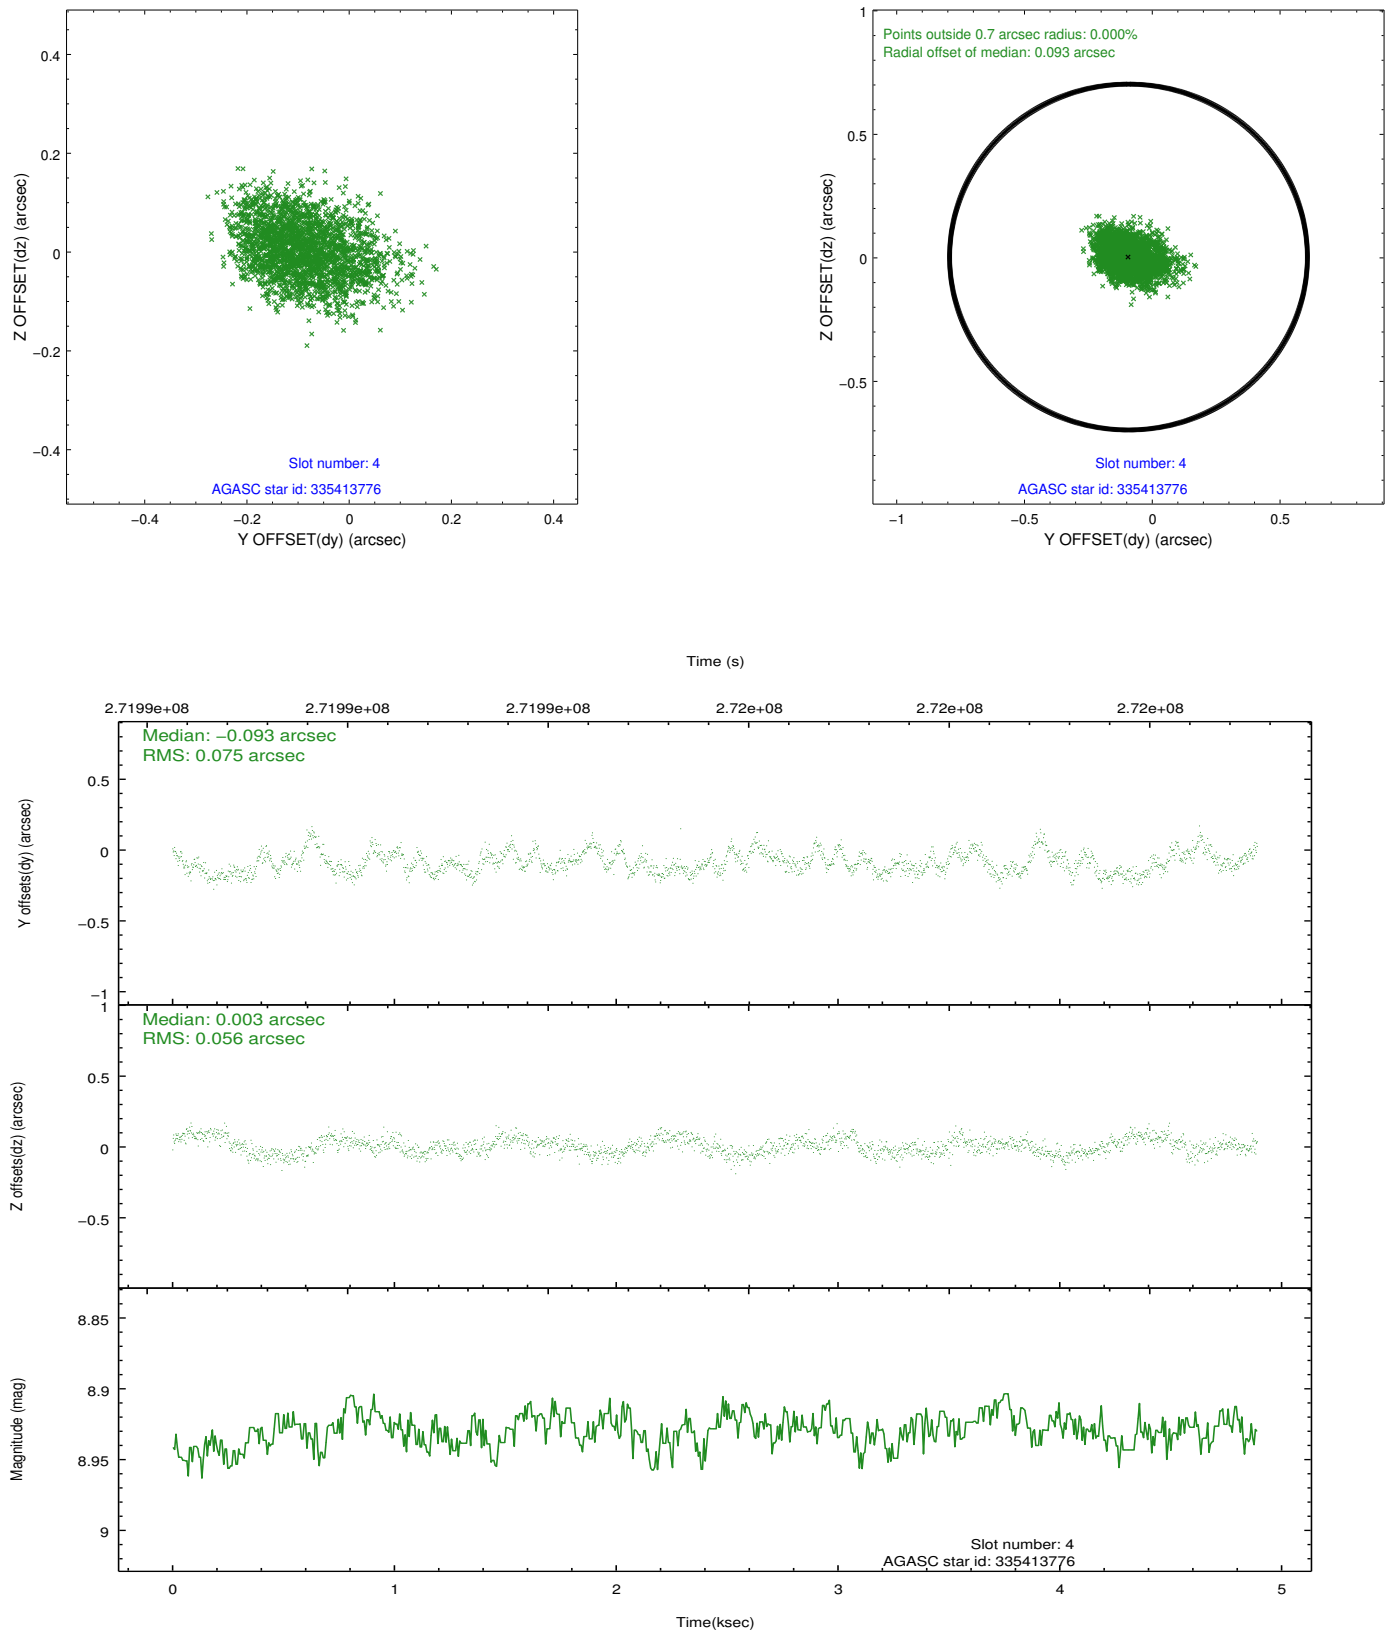 0.4
0.2
0
−0.2
−0.4
Z OFFSET(dz) (arcsec)
Slot number: 4
AGASC star id: 335413776
−0.4 −0.2 0 0.2 0.4
Y OFFSET(dy) (arcsec)
1
0.5
0
−0.5
Z OFFSET(dz) (arcsec)
Points outside 0.7 arcsec radius: 0.000%
Radial offset of median: 0.093 arcsec
Slot number: 4
AGASC star id: 335413776
−1 −0.5 0 0.5
Y OFFSET(dy) (arcsec)
Time (s)
2.7199e+08 2.7199e+08 2.7199e+08 2.72e+08 2.72e+08 2.72e+08
Median: −0.093 arcsec
RMS: 0.075 arcsec
0.5
0
−0.5
−1
Y offsets(dy) (arcsec)
Median: 0.003 arcsec
RMS: 0.056 arcsec
1
0.5
0
−0.5
Z offsets(dz) (arcsec)
8.85
8.9
8.95
9
Magnitude (mag)
Slot number: 4
AGASC star id: 335413776
0 1 2 3 4 5
Time(ksec)